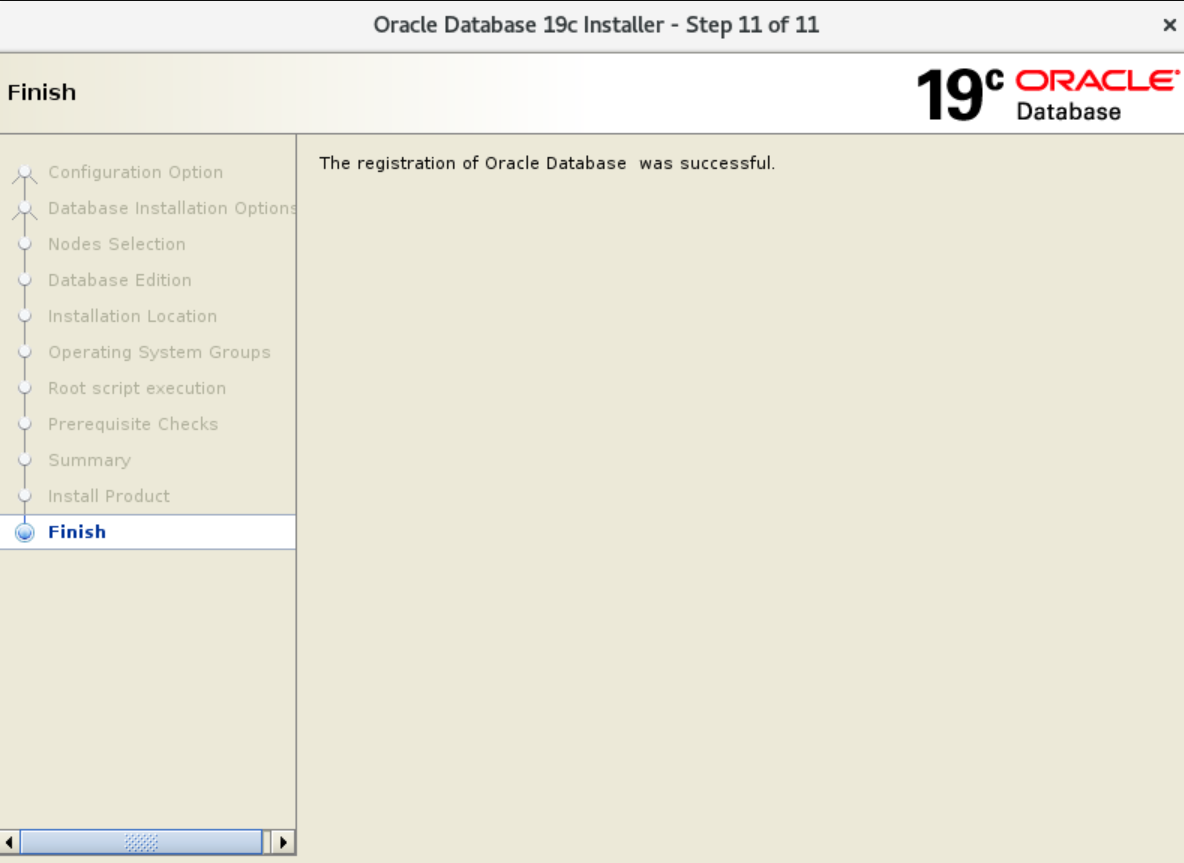 Oracle Database 19c Installer - Step 11 of 11
Finish
19c ORACLE
Database
Configuration Option
Database Installation Options
Nodes Selection
Database Edition
Installation Location
Operating System Groups
Root script execution
Prerequisite Checks
Summary
Install Product
Finish
The registration of Oracle Database  was successful.